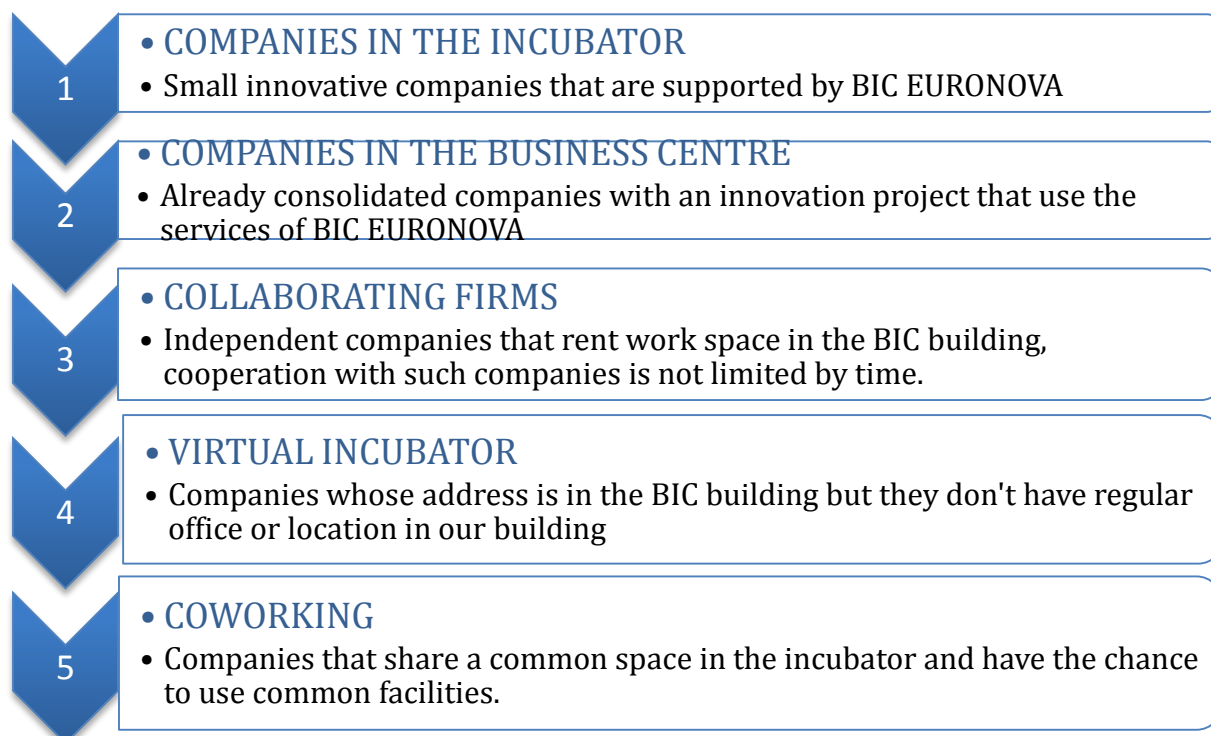 1
• COMPANIES IN THE INCUBATOR
• Small innovative companies that are supported by BIC EURONOVA
2
• COMPANIES IN THE BUSINESS CENTRE
• Already consolidated companies with an innovation project that use the
services of BIC EURONOVA
3
• COLLABORATING FIRMS
• Independent companies that rent work space in the BIC building,
cooperation with such companies is not limited by time.
4
• VIRTUAL INCUBATOR
• Companies whose address is in the BIC building but they don't have regular
office or location in our building
5
• COWORKING
• Companies that share a common space in the incubator and have the chance
to use common facilities.